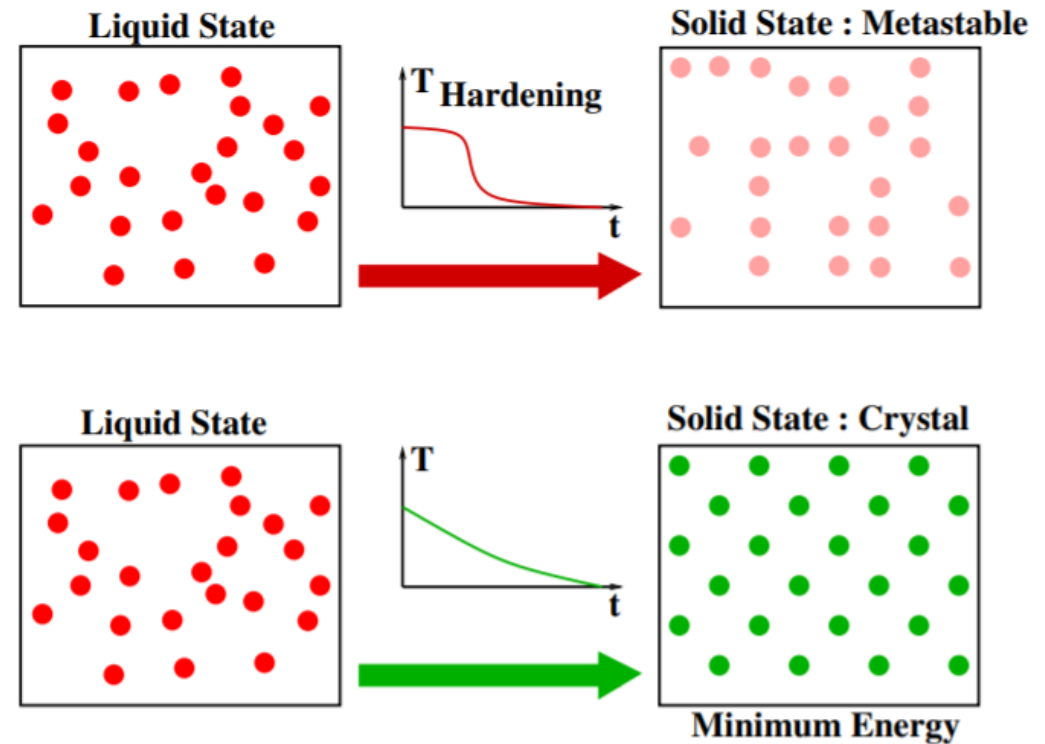 Liquid State
Solid State : Metastable
T
Hardening
t
Liquid State
Solid State : Crystal
T
t
Minimum Energy